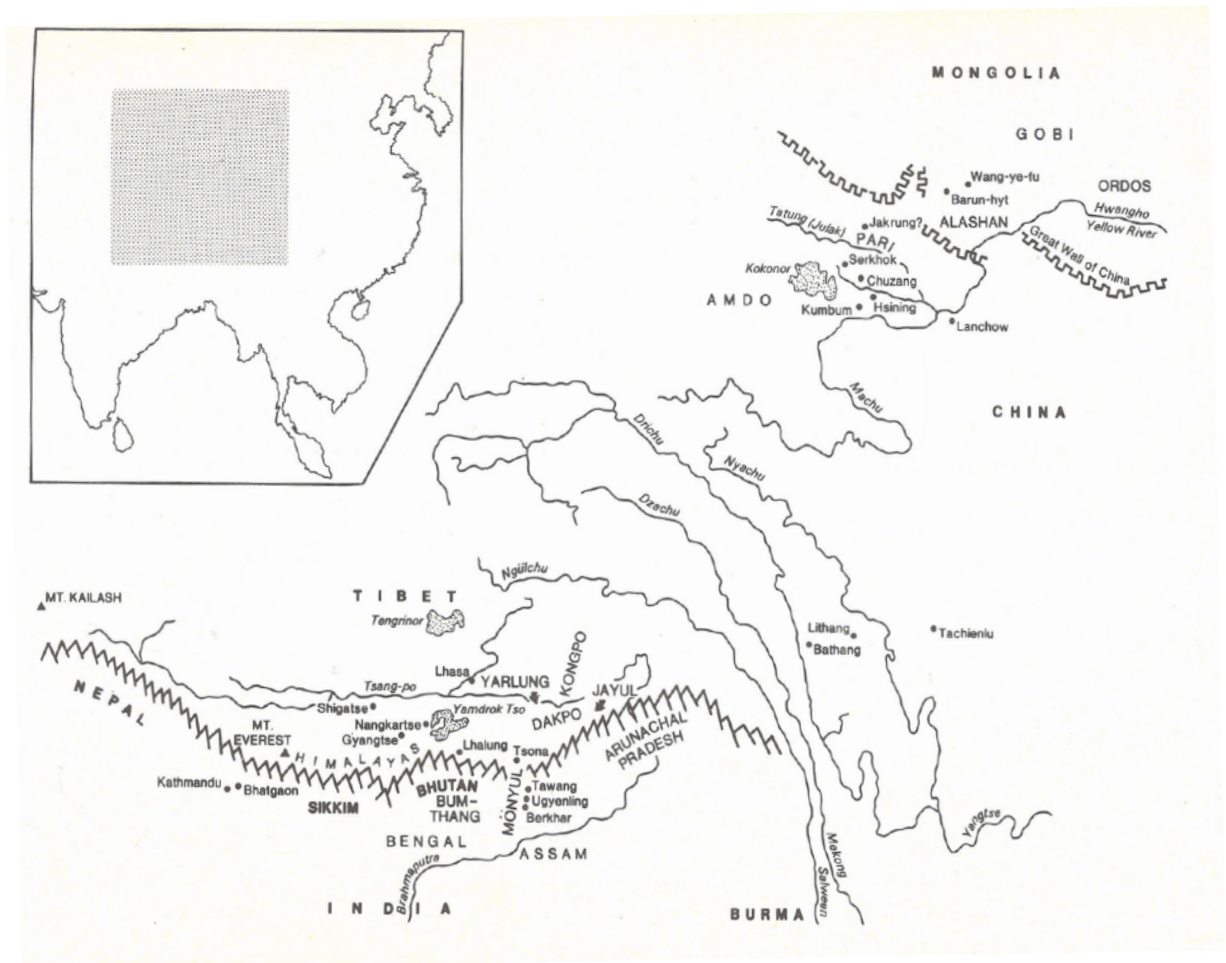 MONGOLIA
GOBI
Wang-ye-fu
Barun-hyt
ORDOS
Hwangho
Yellow River
ALASHAN
Tatung (Julak)
Jakrung?
PARI
Great Wall of China
Serkhok
Kokonor
Chuzang
AMDO
Kumbum
Hsining
Lanchow
Machu
CHINA
Drichu
Nyachu
Dzachu
Ngülchu
MT. KAILASH
TIBET
Tengrinor
Lithang
Bathang
Tachienlu
Lhasa
YARLUNG
KONGPO
Tsang-po
JAYUL
NEPAL
Shigatse
Yamdrok Tso
DAKPO
Nangkartse
Gyangtse
MT.
EVEREST
HIMALAYAS
Lhalung
Tsona
ARUNACHAL
PRADESH
Kathmandu
Bhatgaon
SIKKIM
BHUTAN
BUM-
THANG
MÖNYUL
Tawang
Ugyenling
Berkhar
BENGAL
ASSAM
Brahmaputra
INDIA
BURMA
Salween
Makong
Yangtse